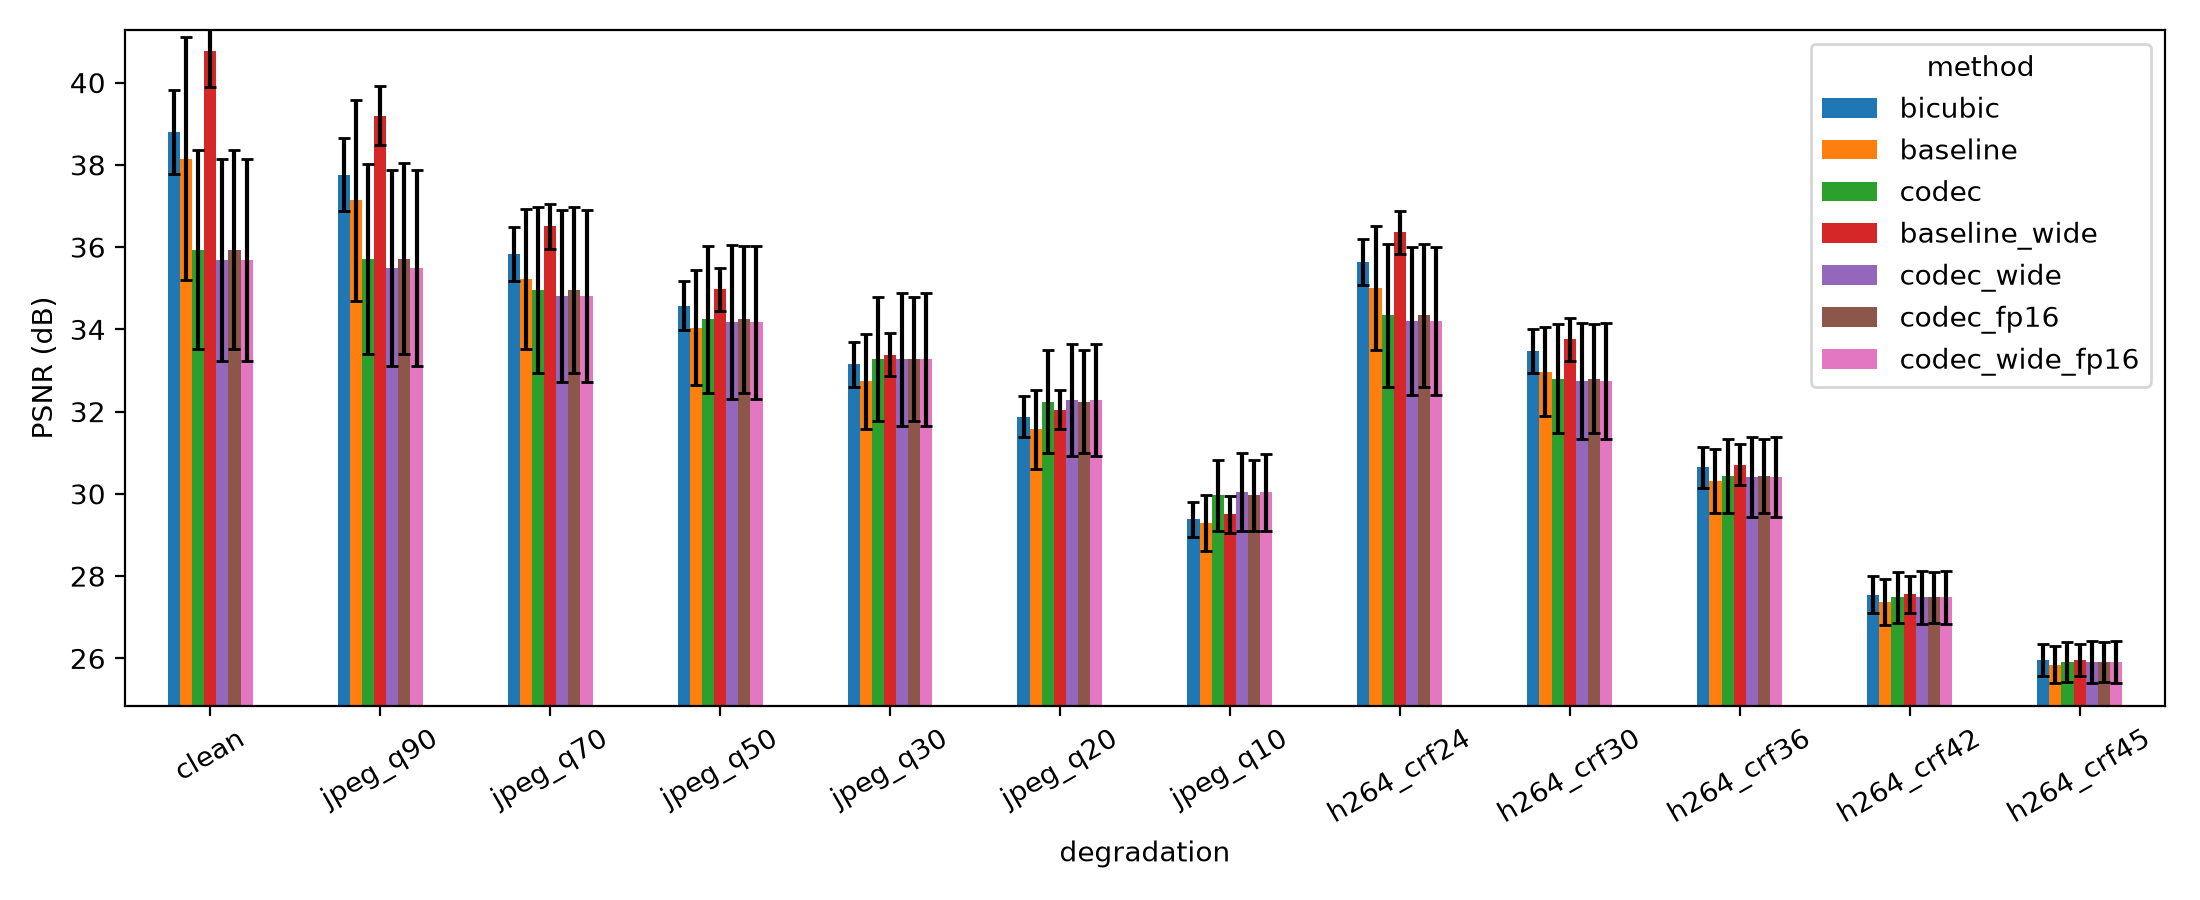 method
bicubic
baseline
codec
baseline_wide
codec_wide
codec_fp16
codec_wide_fp16
PSNR (dB)
40
38
36
34
32
30
28
26
clean
jpeg_q90
jpeg_q70
jpeg_q50
jpeg_q30
jpeg_q20
jpeg_q10
h264_crf24
h264_crf30
h264_crf36
h264_crf42
h264_crf45
degradation